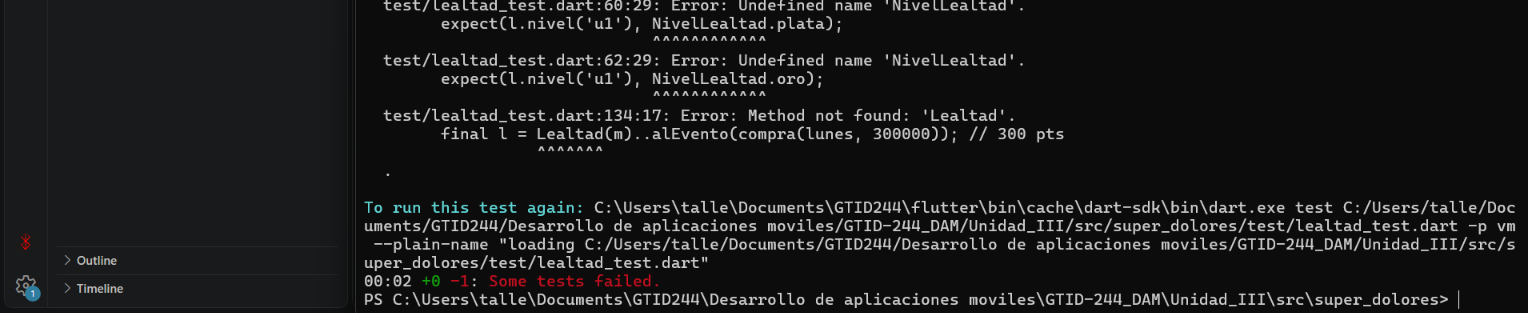 test/lealtad_test.dart:60:29: Error: Undefined name 'NivelLealtad'.
expect(l.nivel('u1'), NivelLealtad.plata);
^^^^^^^^^^^^
test/lealtad_test.dart:62:29: Error: Undefined name 'NivelLealtad'.
expect(l.nivel('u1'), NivelLealtad.oro);
^^^^^^^^^^^^
test/lealtad_test.dart:134:17: Error: Method not found: 'Lealtad'.
final l = Lealtad(m)..alEvento(compra(lunes, 300000)); // 300 pts
^^^^^^^
.
To run this test again: C:\Users\talle\Documents\GTID244\flutter\bin\cache\dart-sdk\bin\dart.exe test C:/Users/talle/Doc
uments/GTID244/Desarrollo de aplicaciones moviles/GTID-244_DAM/Unidad_III/src/super_dolores/test/lealtad_test.dart -p vm
--plain-name "loading C:/Users/talle/Documents/GTID244/Desarrollo de aplicaciones moviles/GTID-244_DAM/Unidad_III/src/s
uper_dolores/test/lealtad_test.dart"
00:02 +0 -1: Some tests failed.
PS C:\Users\talle\Documents\GTID244\Desarrollo de aplicaciones moviles\GTID-244_DAM\Unidad_III\src\super_dolores>
Outline
Timeline
1